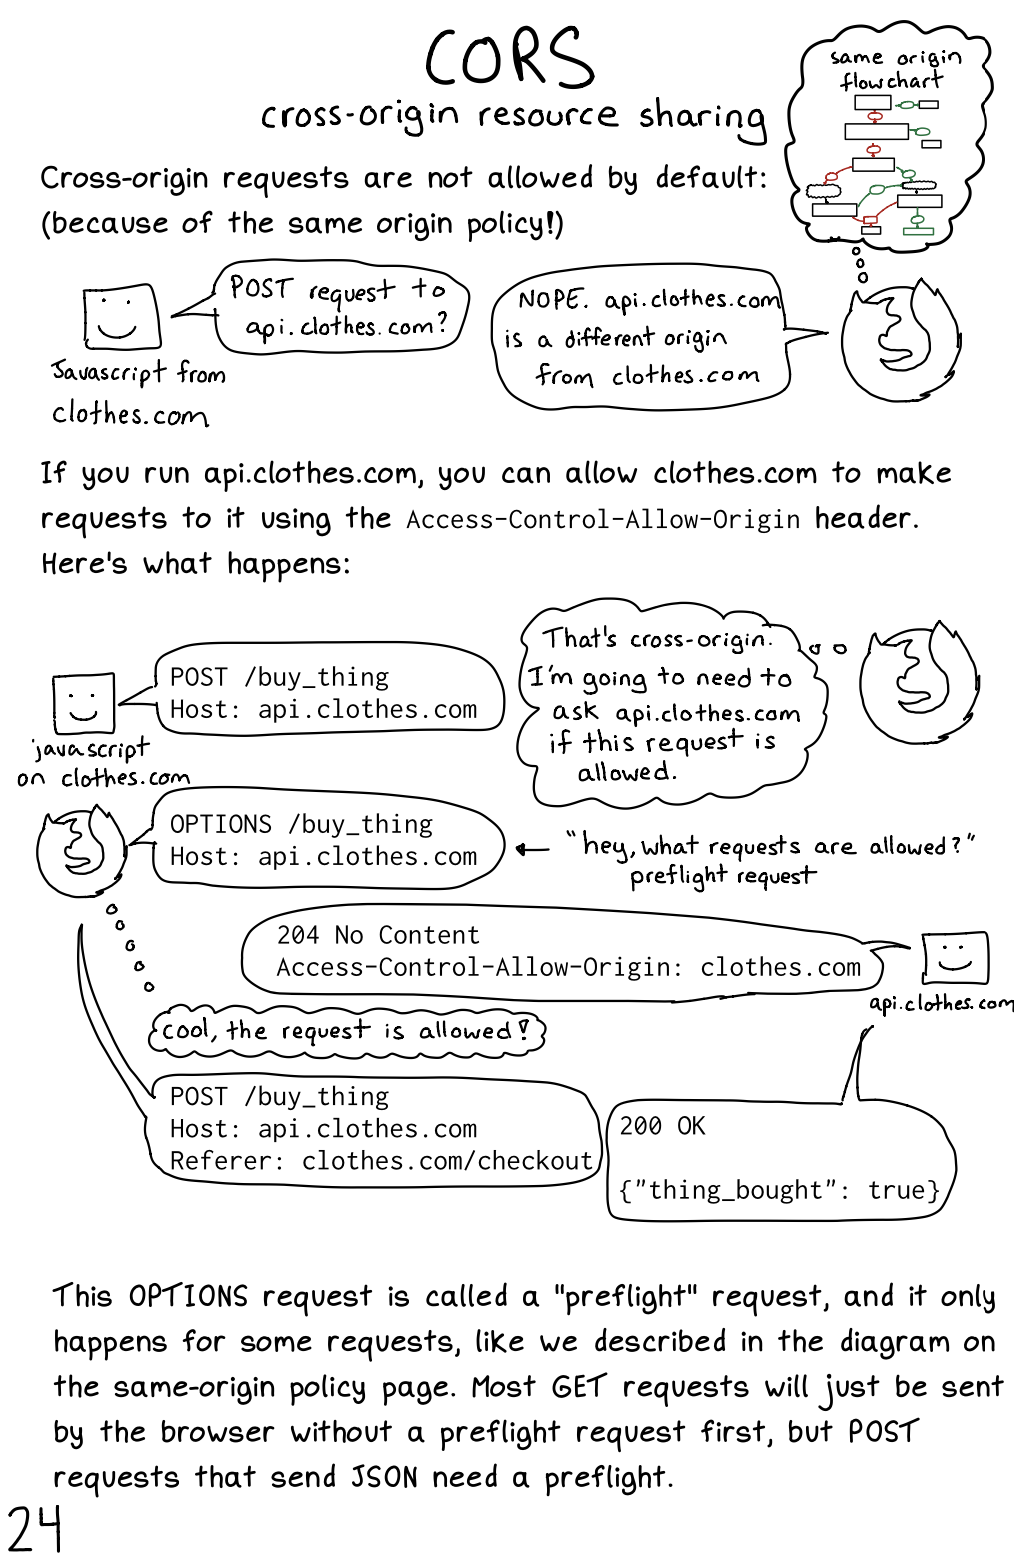 CORS
cross-origin resource sharing
same origin
flowchart
Cross-origin requests are not allowed by default:
(because of the same origin policy!)
POST request to
api.clothes.com?
Javascript from
clothes.com
NOPE. api.clothes.com
is a different origin
from clothes.com
If you run api.clothes.com, you can allow clothes.com to make
requests to it using the Access-Control-Allow-Origin header.
Here's what happens:
POST /buy_thing
Host: api.clothes.com
javascript
on clothes.com
That's cross-origin.
I'm going to need to
ask api.clothes.com
if this request is
allowed.
OPTIONS /buy_thing
Host: api.clothes.com
"hey, what requests are allowed?"
preflight request
204 No Content
Access-Control-Allow-Origin: clothes.com
api.clothes.com
cool, the request is allowed!
POST /buy_thing
Host: api.clothes.com
Referer: clothes.com/checkout
200 OK
{"thing_bought": true}
This OPTIONS request is called a "preflight" request, and it only
happens for some requests, like we described in the diagram on
the same-origin policy page. Most GET requests will just be sent
by the browser without a preflight request first, but POST
requests that send JSON need a preflight.
24